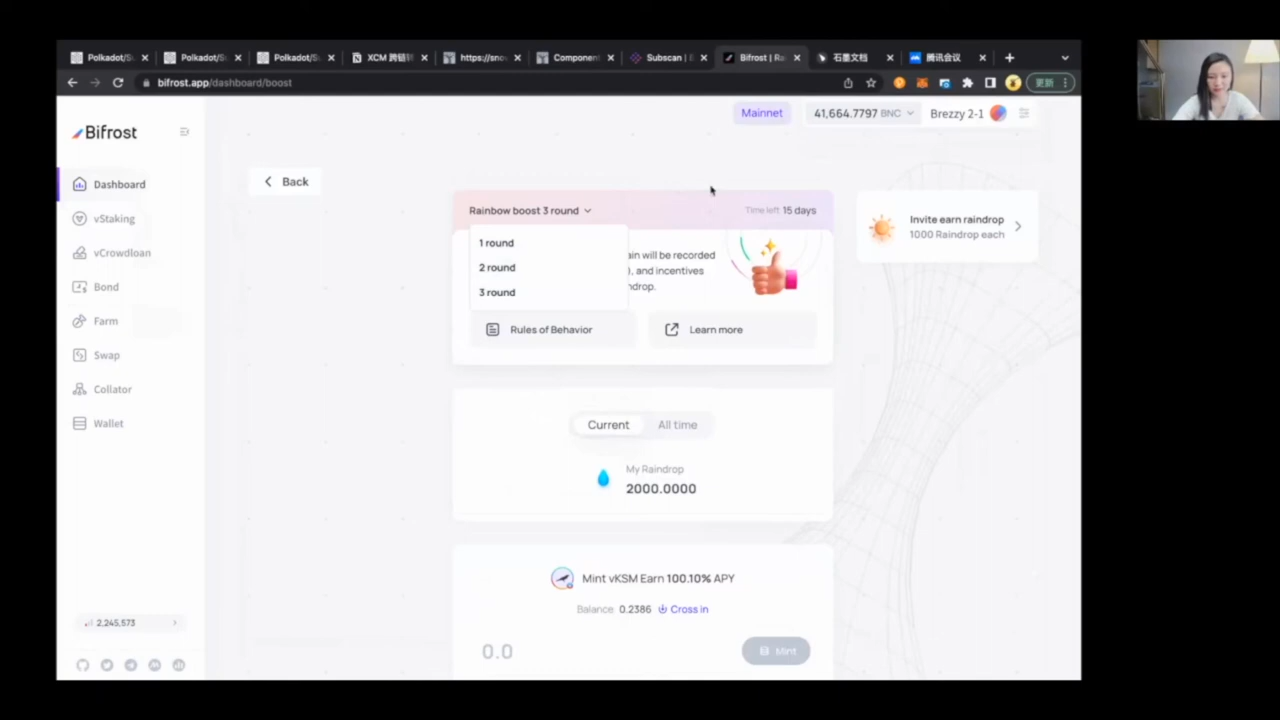 Polkadot/Su
Polkadot/Su
Polkadot/Su
XCM 跨链转
https://sno
Component
Subscan | E
Bifrost | Ra
石墨文档
腾讯会议
bifrost.app/dashboard/boost
更新
Bifrost
Mainnet
41,664.7797 BNC
Brezzy 2-1
Dashboard
vStaking
vCrowdloan
Bond
Farm
Swap
Collator
Wallet
2,245,573
Back
Rainbow boost 3 round
Time left 15 days
1 round
2 round
3 round
ain will be recorded
), and incentives
ndrop.
Rules of Behavior
Learn more
Invite earn raindrop
1000 Raindrop each
Current
All time
My Raindrop
2000.0000
Mint vKSM Earn 100.10% APY
Balance 0.2386 Cross in
0.0
Mint